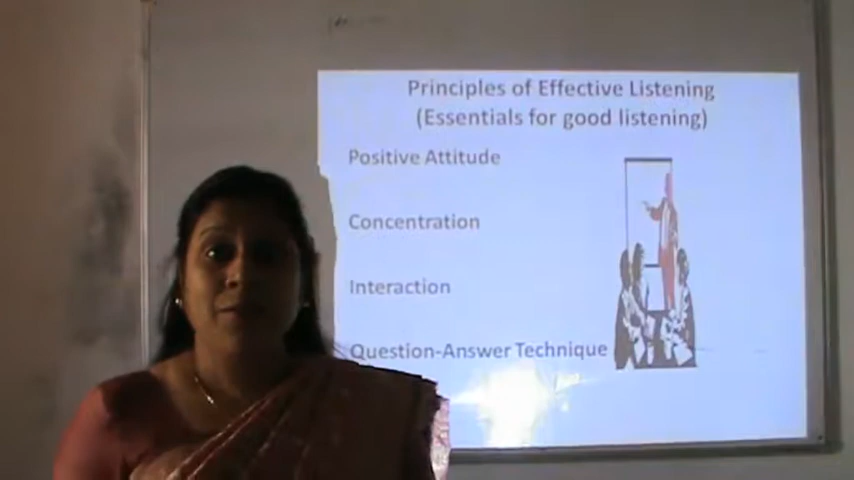 Principles of Effective Listening
(Essentials for good listening)
Positive Attitude
Concentration
Interaction
Question-Answer Technique